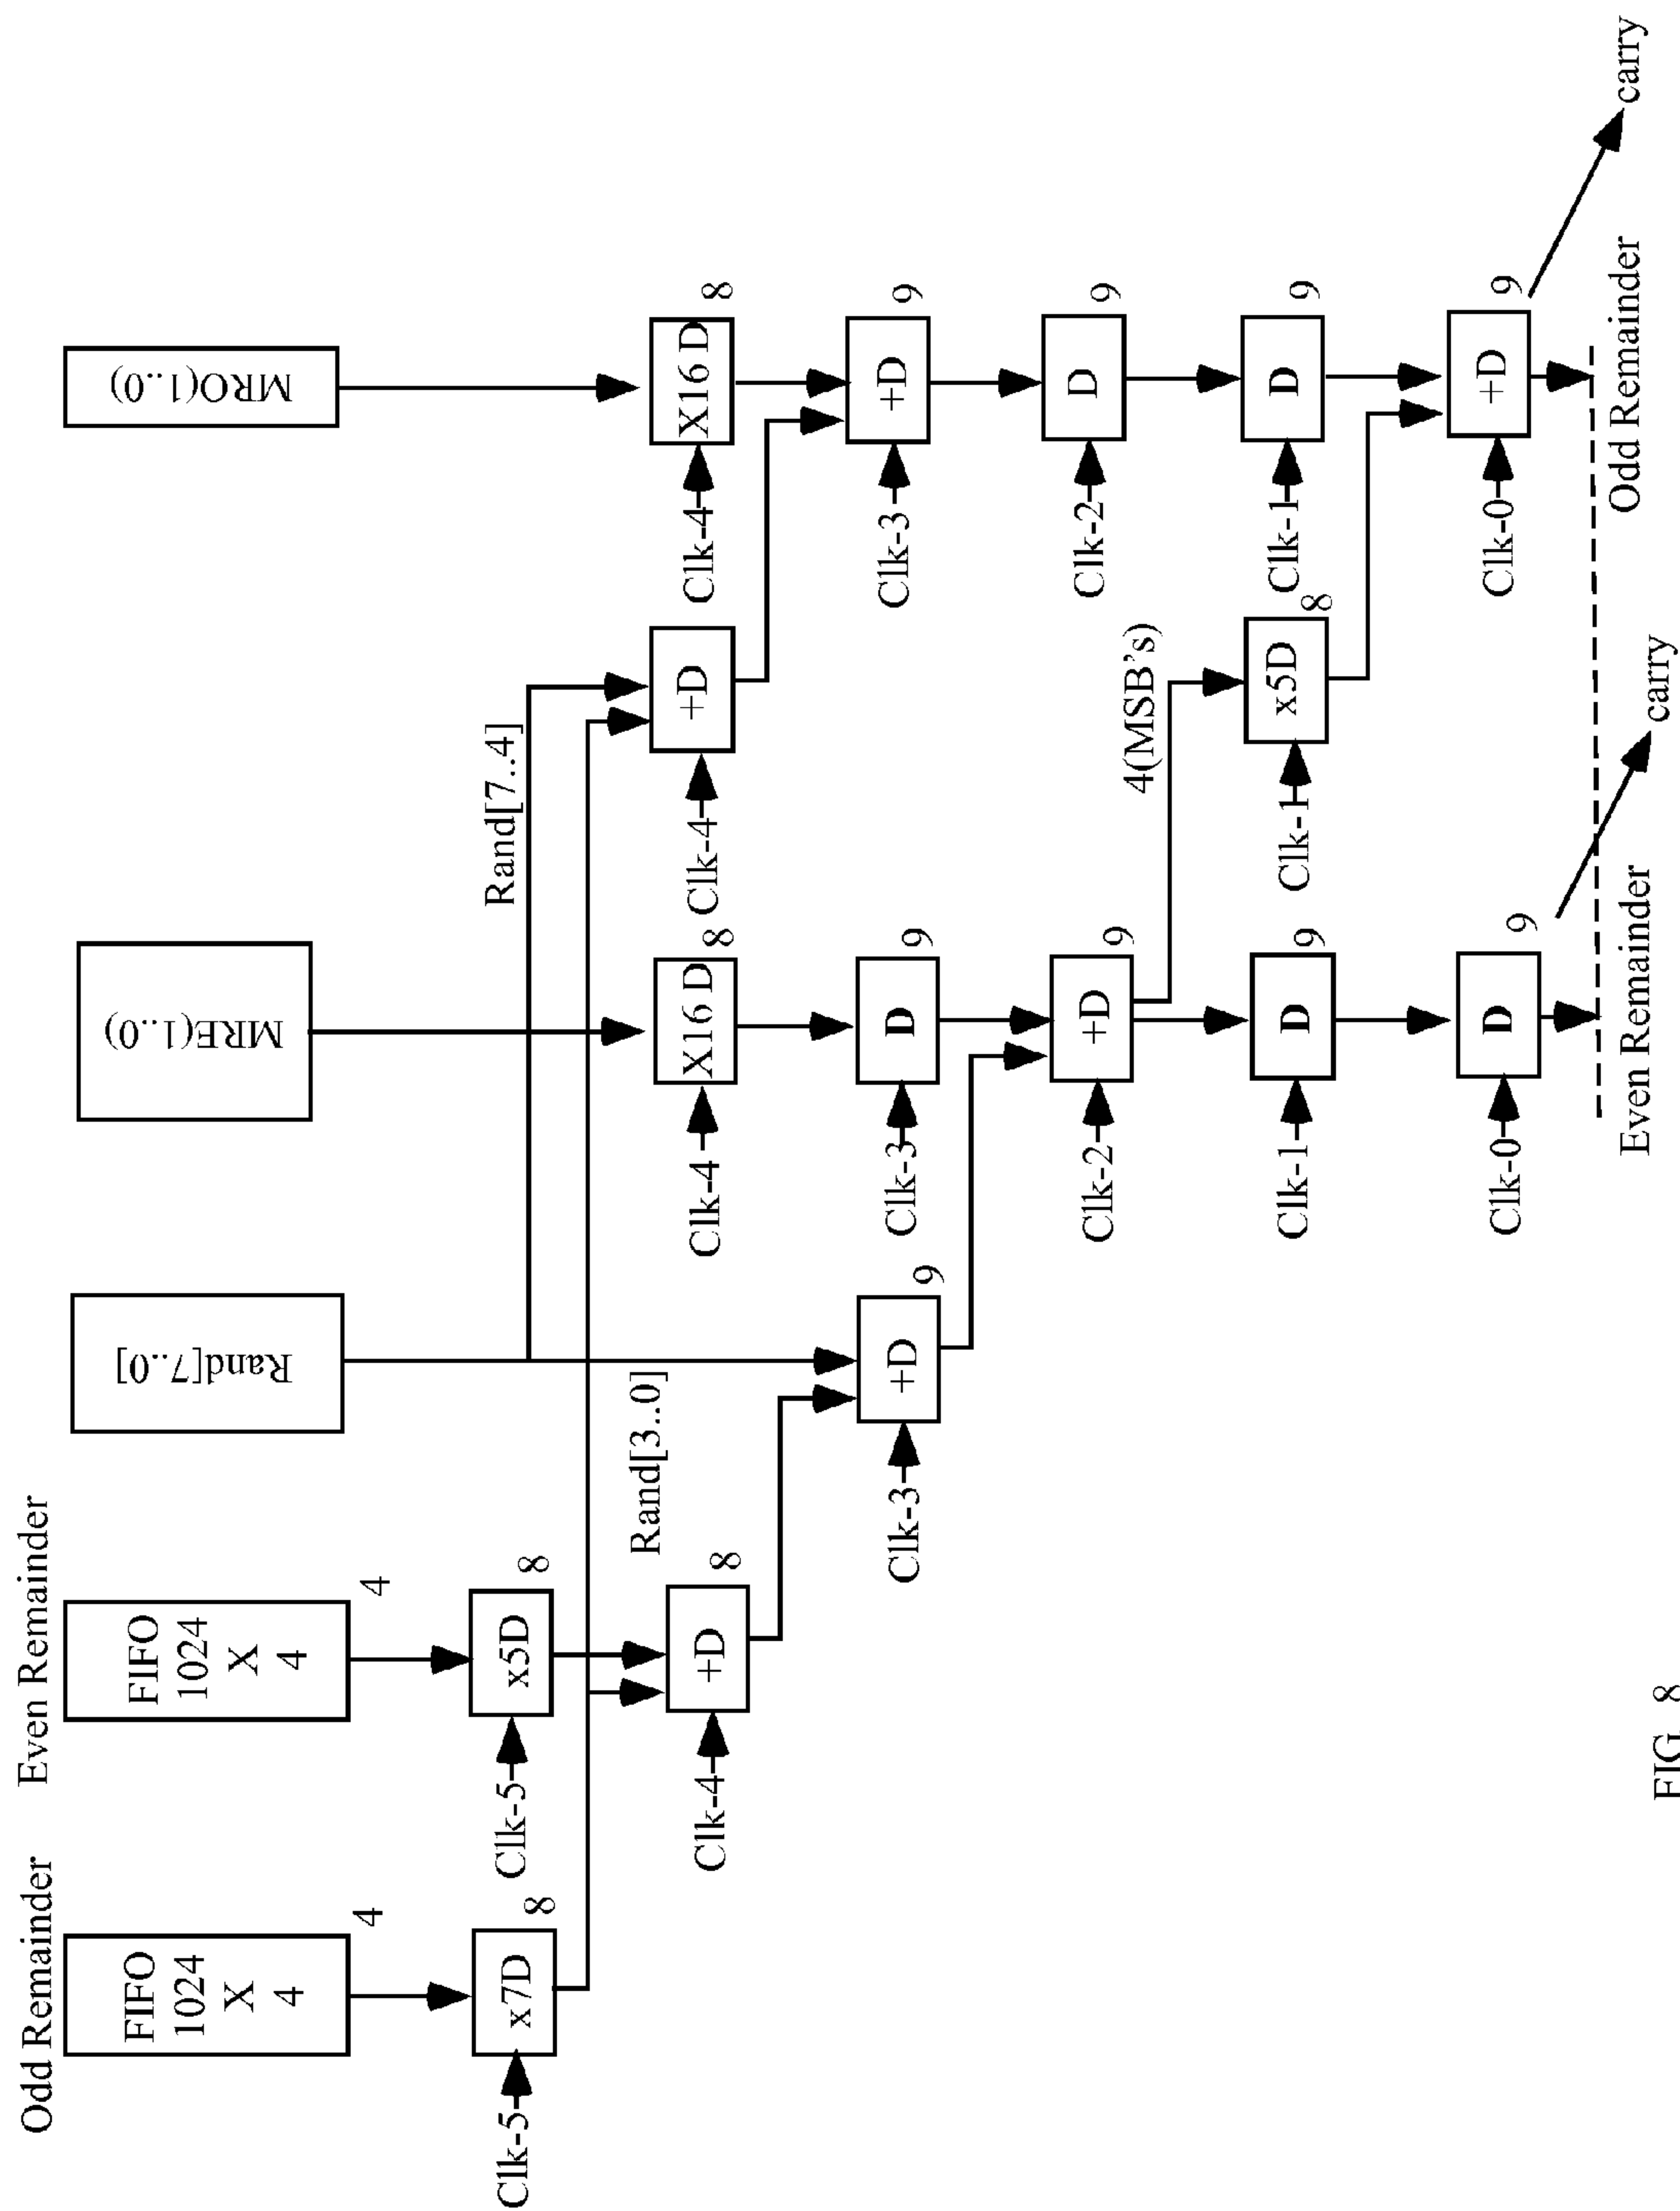 Odd Remainder
Even Remainder
FIFO
1024
X
4
FIFO
1024
X
4
Rand[7..0]
MRE(1..0)
MRO(1..0)
4
4
Clk-5
x7D
8
Clk-5
x5D
8
Rand[7..4]
Rand[3..0]
Clk-4
+D
8
Clk-4
X16 D
8
Clk-4
+D
Clk-4
X16 D
8
Clk-3
+D
9
Clk-3
D
9
Clk-3
+D
9
Clk-2
+D
9
4(MSB's)
Clk-2
D
9
Clk-1
D
9
Clk-1
x5D
8
Clk-1
D
9
Clk-0
D
9
Clk-0
+D
9
carry
carry
Even Remainder
Odd Remainder
FIG. 8